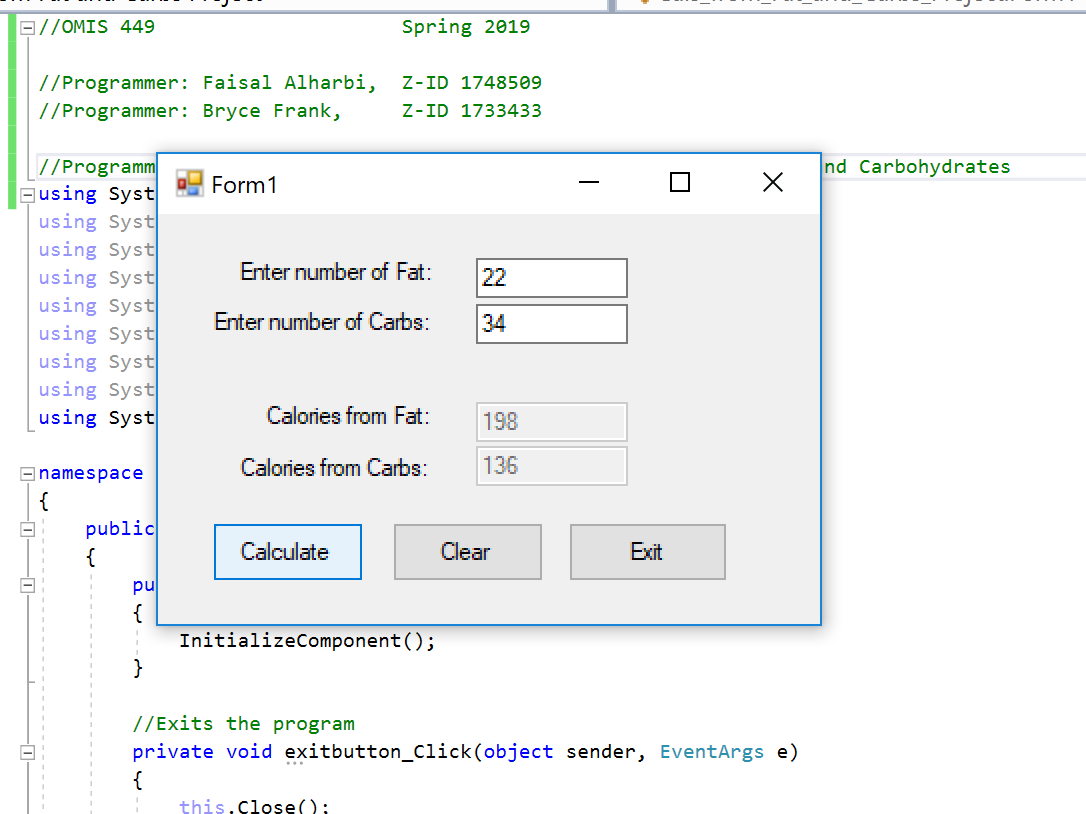 //OMIS 449 Spring 2019
//Programmer: Faisal Alharbi, Z-ID 1748509
//Programmer: Bryce Frank, Z-ID 1733433
//Programm nd Carbohydrates
using Syst
using Syst
using Syst
using Syst
using Syst
using Syst
using Syst
using Syst
using Syst
namespace
{
public
{
pu
{
InitializeComponent();
}
//Exits the program
private void exitbutton_Click(object sender, EventArgs e)
{
this.Close();
Form1
Enter number of Fat: 22
Enter number of Carbs: 34
Calories from Fat: 198
Calories from Carbs: 136
Calculate Clear Exit